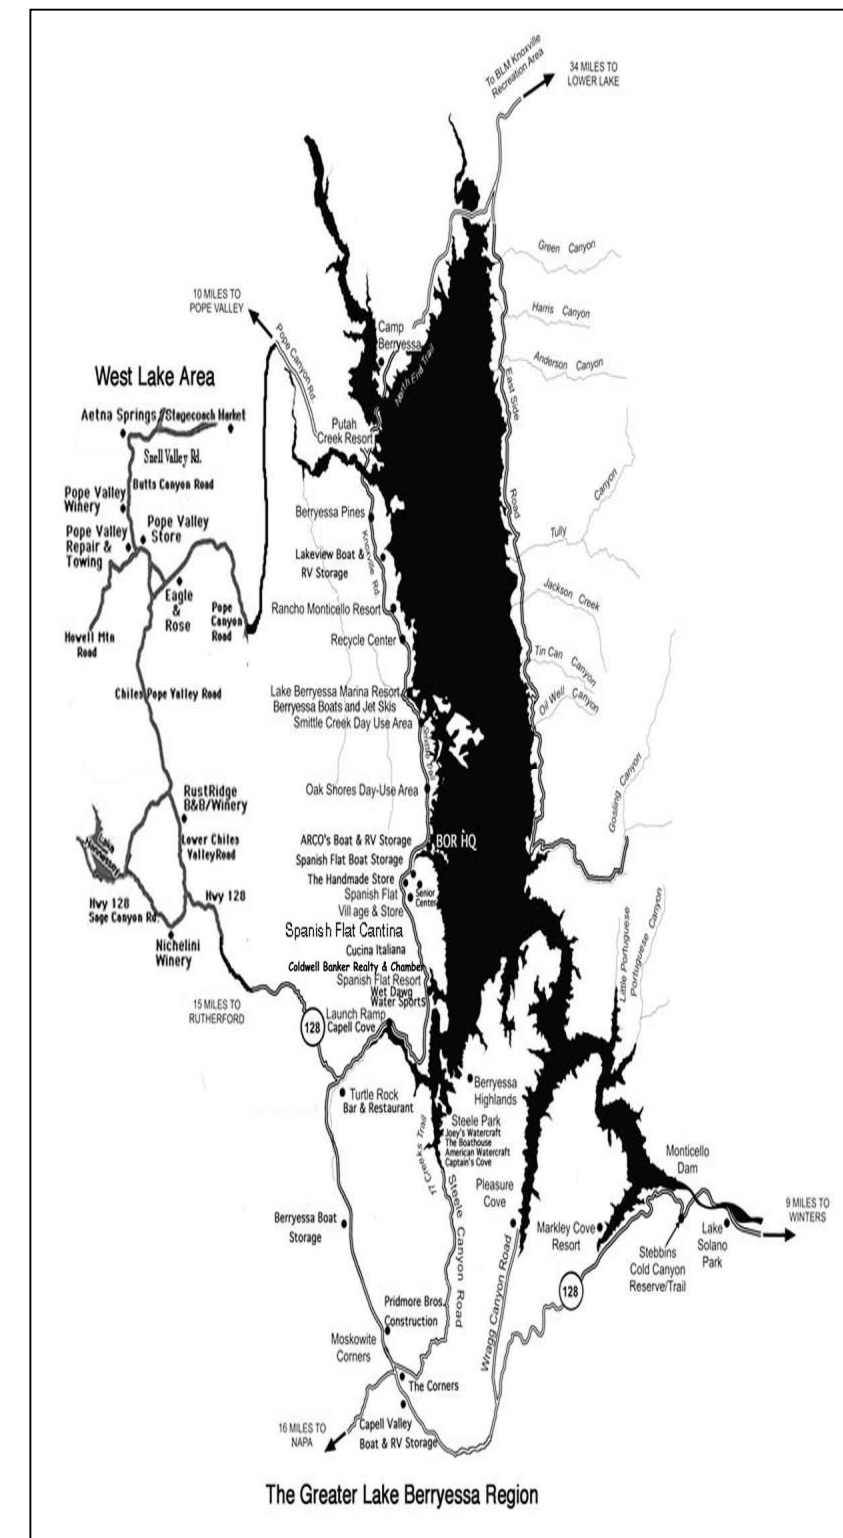 To BLM Knoxville
Recreation Area
34 MILES TO
LOWER LAKE
Green Canyon
10 MILES TO
POPE VALLEY
Harris Canyon
Pope Canyon Rd.
Camp
Berryessa
North End Trail
Anderson Canyon
West Lake Area
East Side Road
Aetna Springs
Stagecoach Market
Putah
Creek Resort
Snell Valley Rd.
Butts Canyon Road
Canyon
Pope Valley
Winery
Pope Valley
Store
Berryessa Pines
Pope Valley
Repair &
Towing
Knoxville Rd.
Tully
Lakeview Boat &
RV Storage
Eagle
&
Rose
Pope
Canyon
Road
Jackson Creek
Rancho Monticello Resort
Howell Mtn
Road
Recycle Center
Tin Can Canyon
Chiles Pope Valley Road
Lake Berryessa Marina Resort
Berryessa Boats and Jet Skis
Smittle Creek Day Use Area
Oil Well Canyon
Smittle Trail
Gosling Canyon
RustRidge
B&B/Winery
Oak Shores Day-Use Area
Lake
Hennessey
Lower Chiles
ValleyRoad
ARCO's Boat & RV Storage
BOR HQ
Spanish Flat Boat Storage
The Handmade Store
Senior
Center
Spanish Flat
Village & Store
Hwy 128
Sage Canyon Rd.
Hwy 128
Little Portuguese
Portuguese Canyon
Spanish Flat Cantina
Nichelini
Winery
Cucina Italiana
Coldwell Banker Realty & Chamber
Spanish Flat Resort
Wet Dawg
Water Sports
15 MILES TO
RUTHERFORD
128
Launch Ramp
Capell Cove
Berryessa
Highlands
Turtle Rock
Bar & Restaurant
Steele Park
Joey's Watercraft
The Boathouse
American Watercraft
Captain's Cove
17 Creeks Trail
Monticello
Dam
Steele Canyon Road
Pleasure
Cove
9 MILES TO
WINTERS
Berryessa Boat
Storage
Markley Cove
Resort
Lake
Solano
Park
Stebbins
Cold Canyon
Reserve/Trail
Wragg Canyon Road
128
Pridmore Bros.
Construction
Moskowite
Corners
The Corners
16 MILES TO
NAPA
Capell Valley
Boat & RV Storage
The Greater Lake Berryessa Region